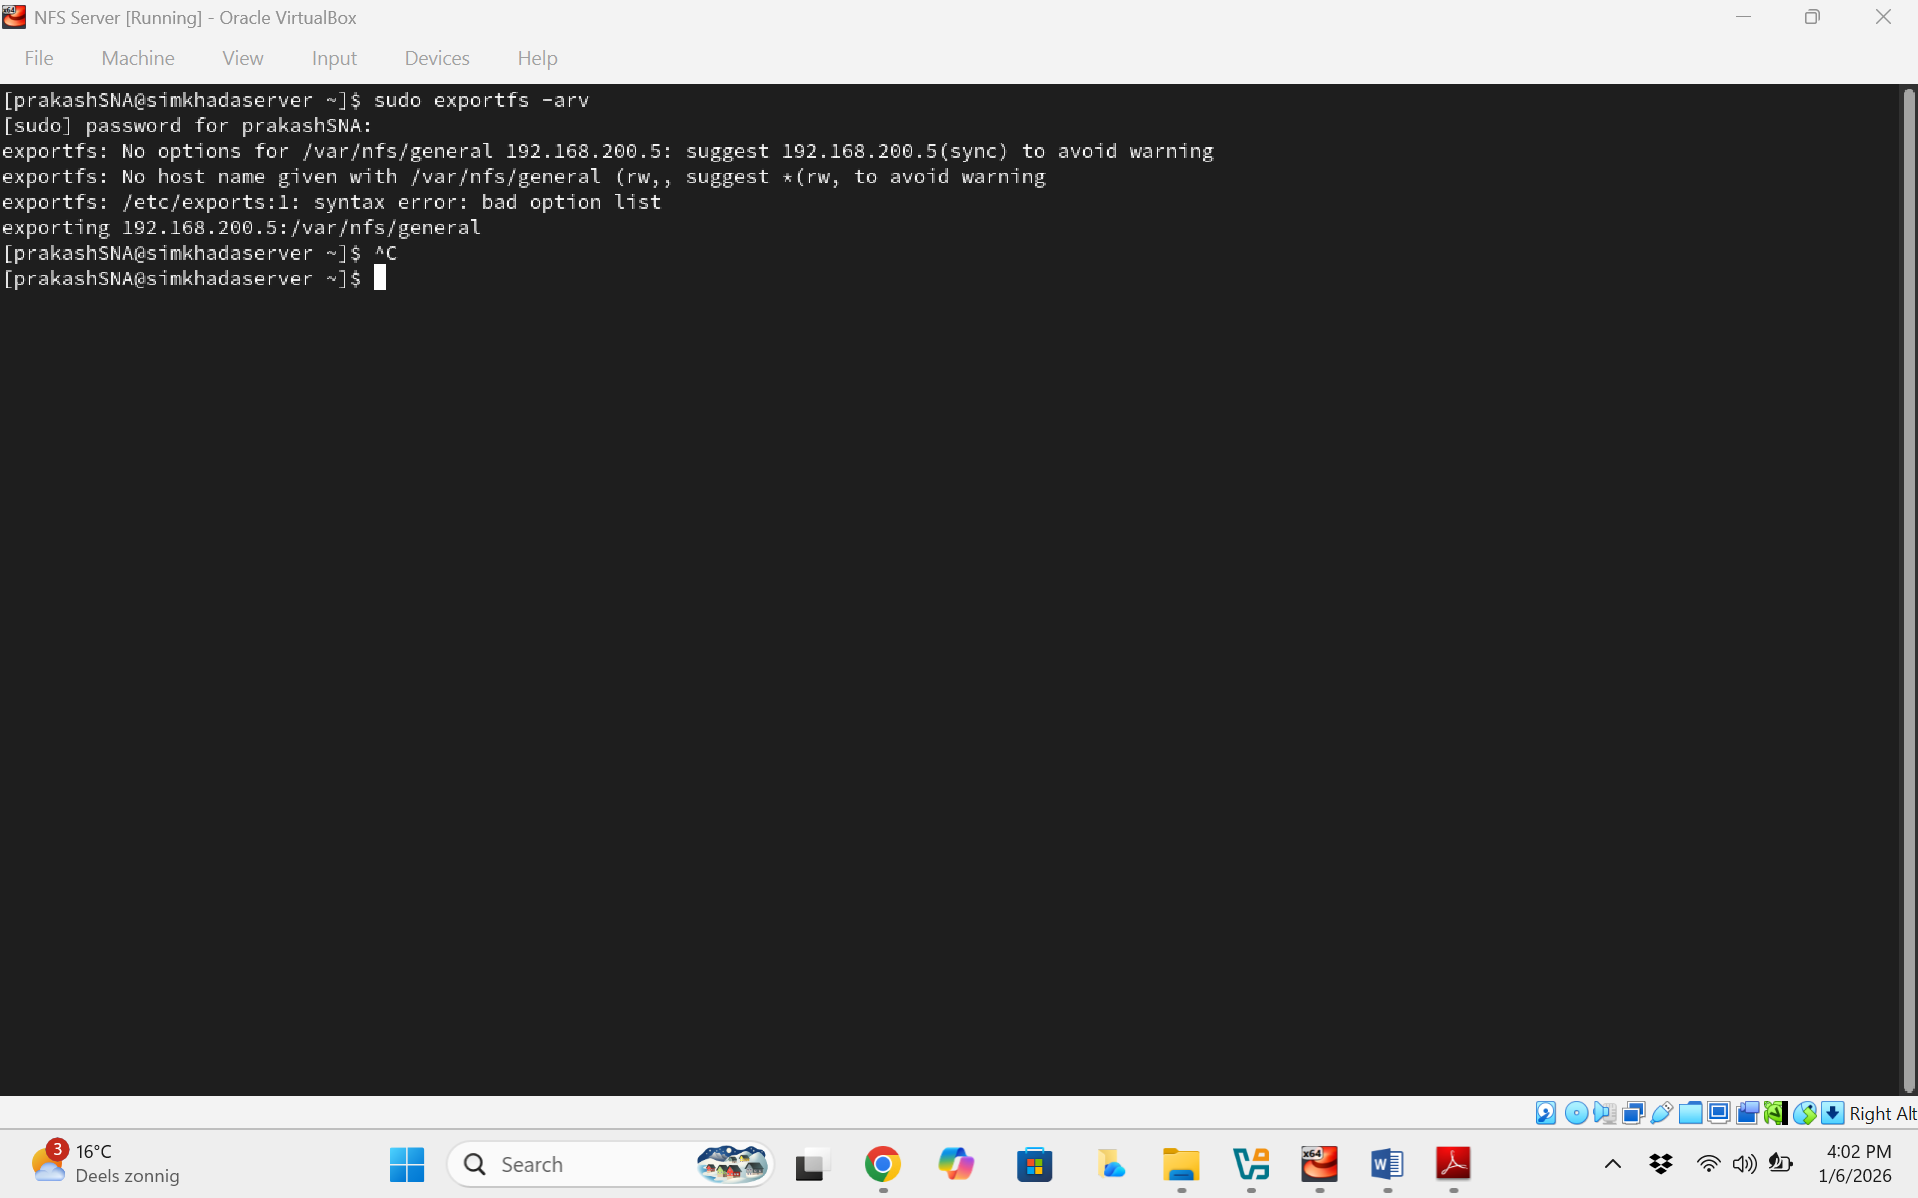 NFS Server [Running] - Oracle VirtualBox
File Machine View Input Devices Help
[prakashSNA@simkhadaserver ~]$ sudo exportfs -arv
[sudo] password for prakashSNA:
exportfs: No options for /var/nfs/general 192.168.200.5: suggest 192.168.200.5(sync) to avoid warning
exportfs: No host name given with /var/nfs/general (rw,, suggest *(rw, to avoid warning
exportfs: /etc/exports:1: syntax error: bad option list
exporting 192.168.200.5:/var/nfs/general
[prakashSNA@simkhadaserver ~]$ ^C
[prakashSNA@simkhadaserver ~]$
Right Alt
3 16°C
Deels zonnig
Search
x64
4:02 PM
1/6/2026